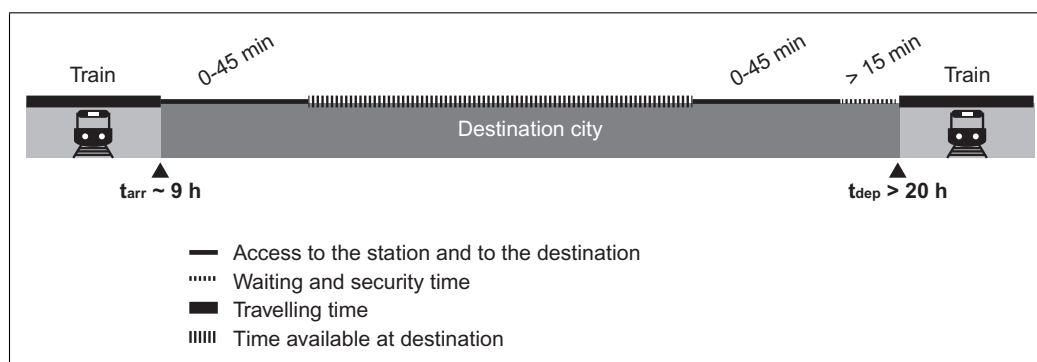 0-45 min
0-45 min
> 15 min
Train
Train
Destination city
tarr ~ 9 h
tdep > 20 h
Access to the station and to the destination
Waiting and security time
Travelling time
Time available at destination